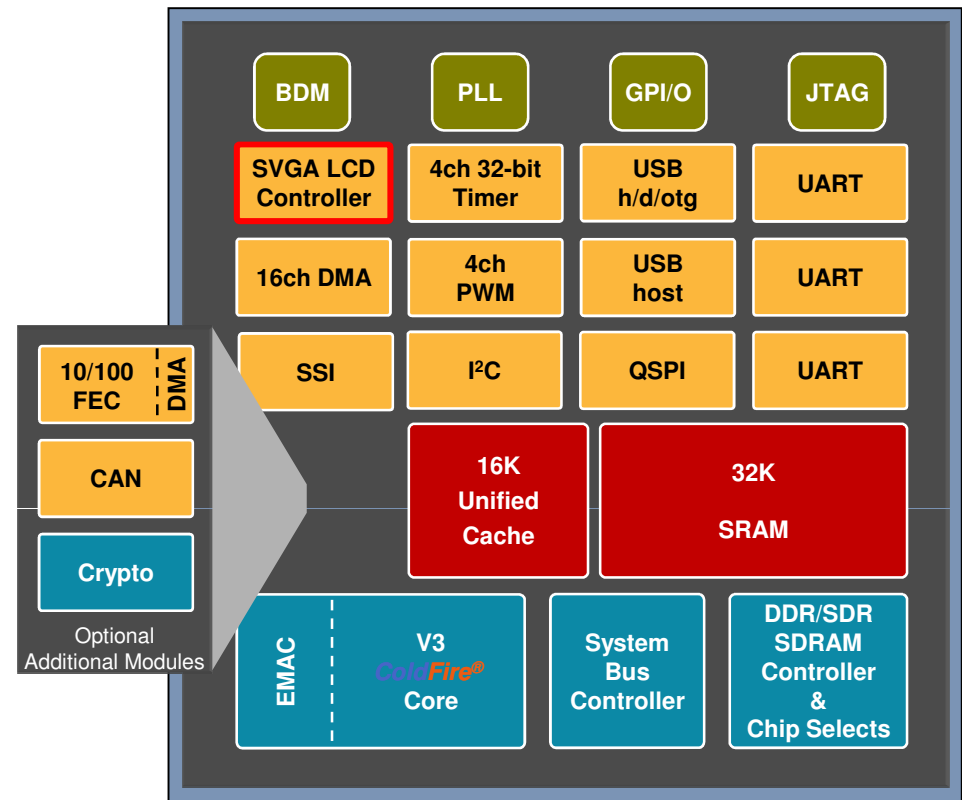 BDM
PLL
GPI/O
JTAG
SVGA LCD
Controller
4ch 32-bit
Timer
USB
h/d/otg
UART
16ch DMA
4ch
PWM
USB
host
UART
SSI
I²C
QSPI
UART
10/100
FEC
DMA
CAN
Crypto
Optional
Additional Modules
16K
Unified
Cache
32K
SRAM
EMAC
V3
ColdFire®
Core
System
Bus
Controller
DDR/SDR
SDRAM
Controller
&
Chip Selects